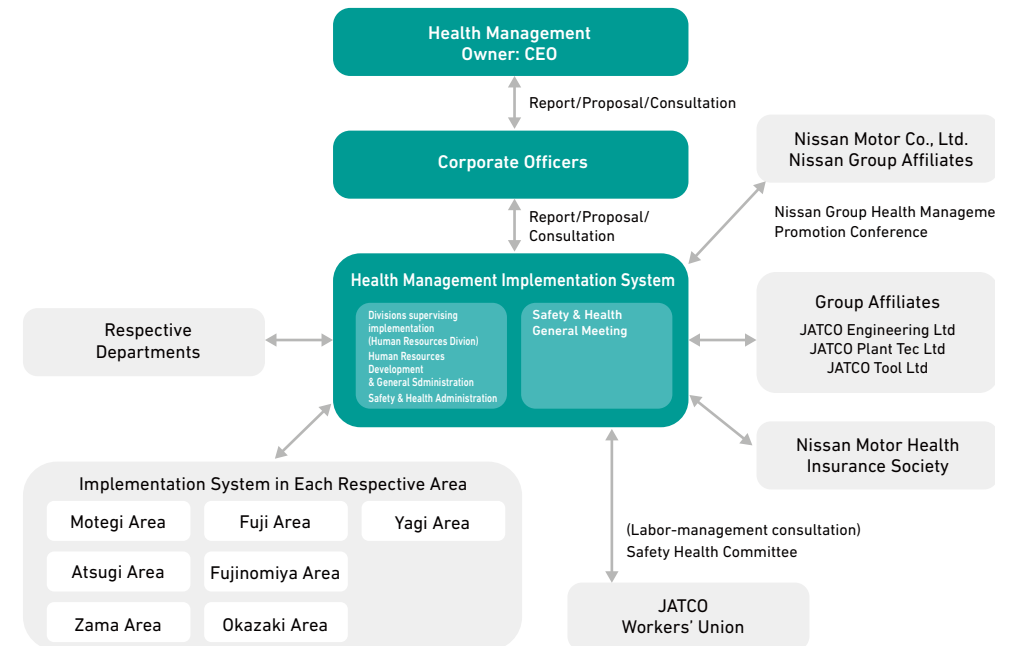 Health Management
Owner: CEO
Report/Proposal/Consultation
Corporate Officers
Report/Proposal/
Consultation
Nissan Motor Co., Ltd.
Nissan Group Affiliates
Nissan Group Health Manageme
Promotion Conference
Health Management Implementation System
Divisions supervising
implementation
(Human Resources Divion)
Human Resources
Development
& General Sdministration
Safety & Health Administration
Safety & Health
General Meeting
Respective
Departments
Group Affiliates
JATCO Engineering Ltd
JATCO Plant Tec Ltd
JATCO Tool Ltd
Nissan Motor Health
Insurance Society
Implementation System in Each Respective Area
Motegi Area
Fuji Area
Yagi Area
Atsugi Area
Fujinomiya Area
Zama Area
Okazaki Area
(Labor-management consultation)
Safety Health Committee
JATCO
Workers' Union